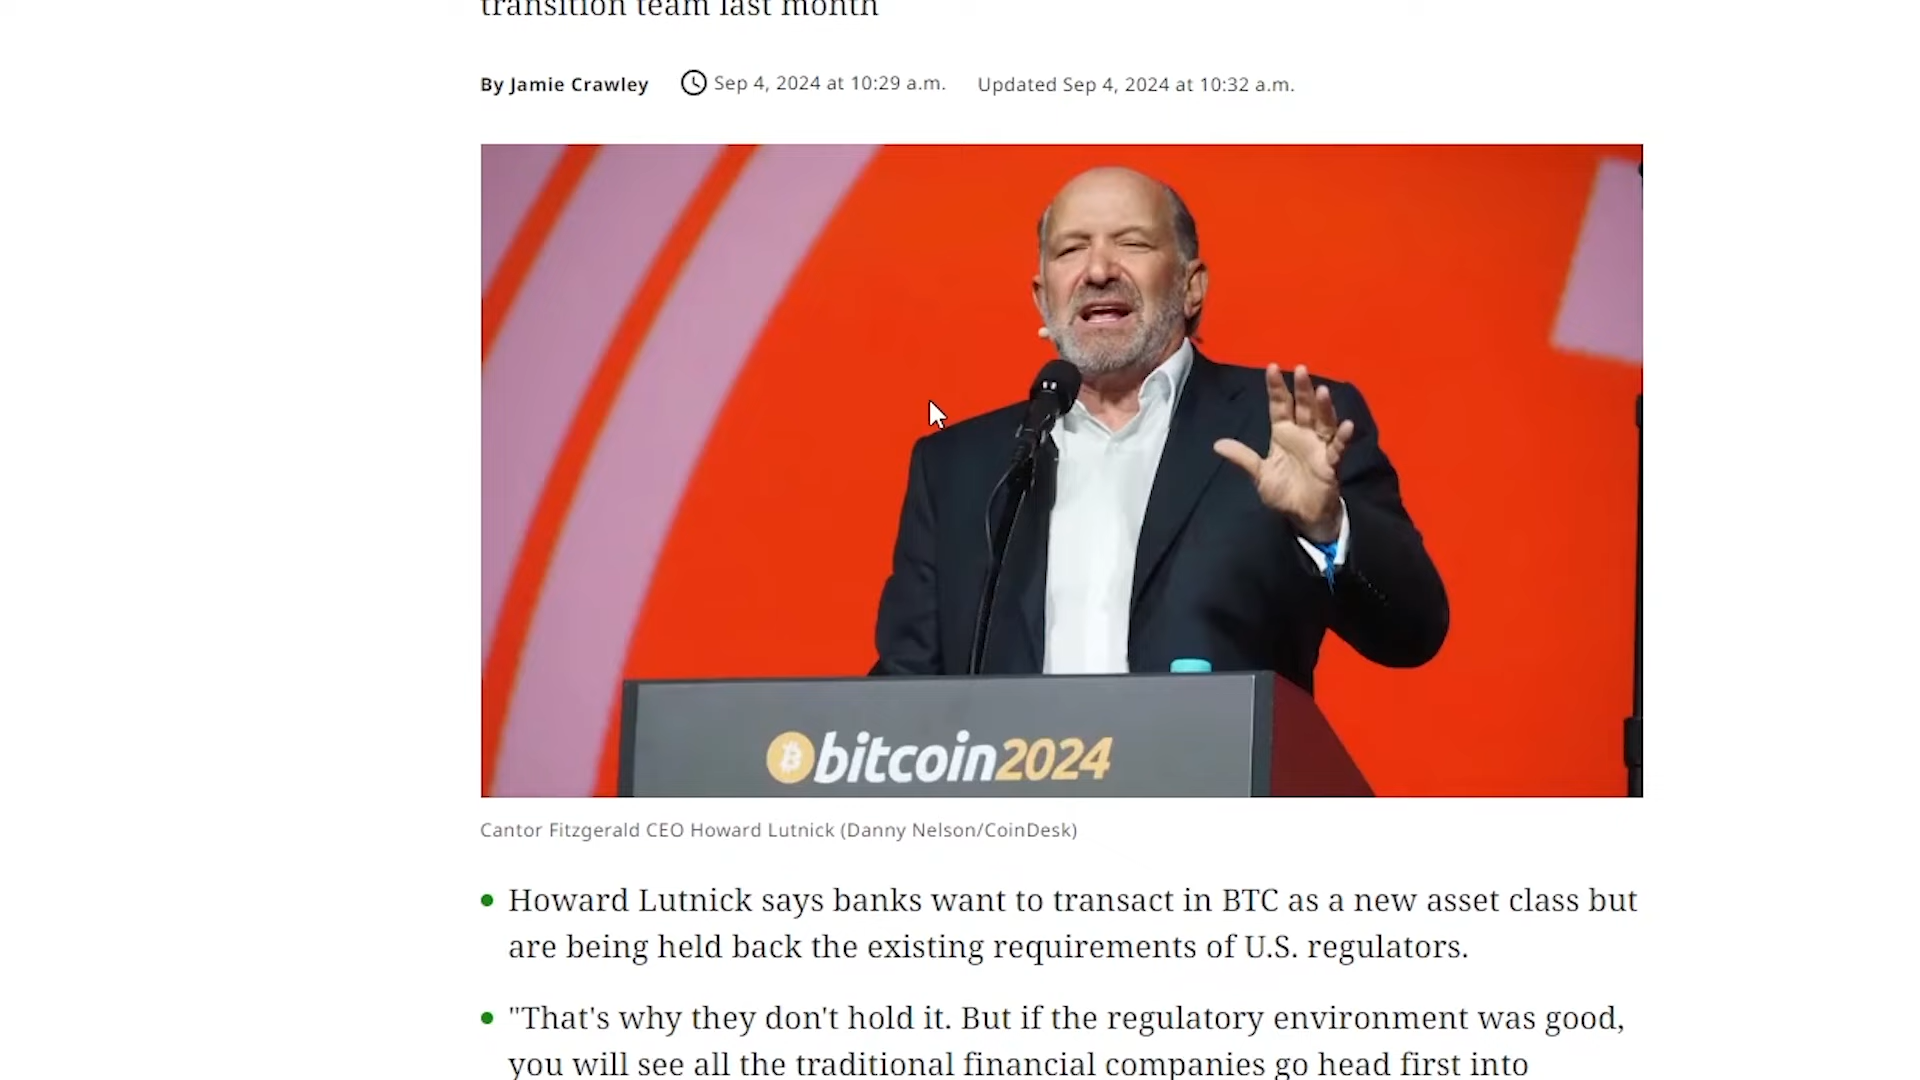 transition team last month
By Jamie Crawley Sep 4, 2024 at 10:29 a.m. Updated Sep 4, 2024 at 10:32 a.m.
bitcoin2024
Cantor Fitzgerald CEO Howard Lutnick (Danny Nelson/CoinDesk)
Howard Lutnick says banks want to transact in BTC as a new asset class but
are being held back the existing requirements of U.S. regulators.
"That's why they don't hold it. But if the regulatory environment was good,
you will see all the traditional financial companies go head first into